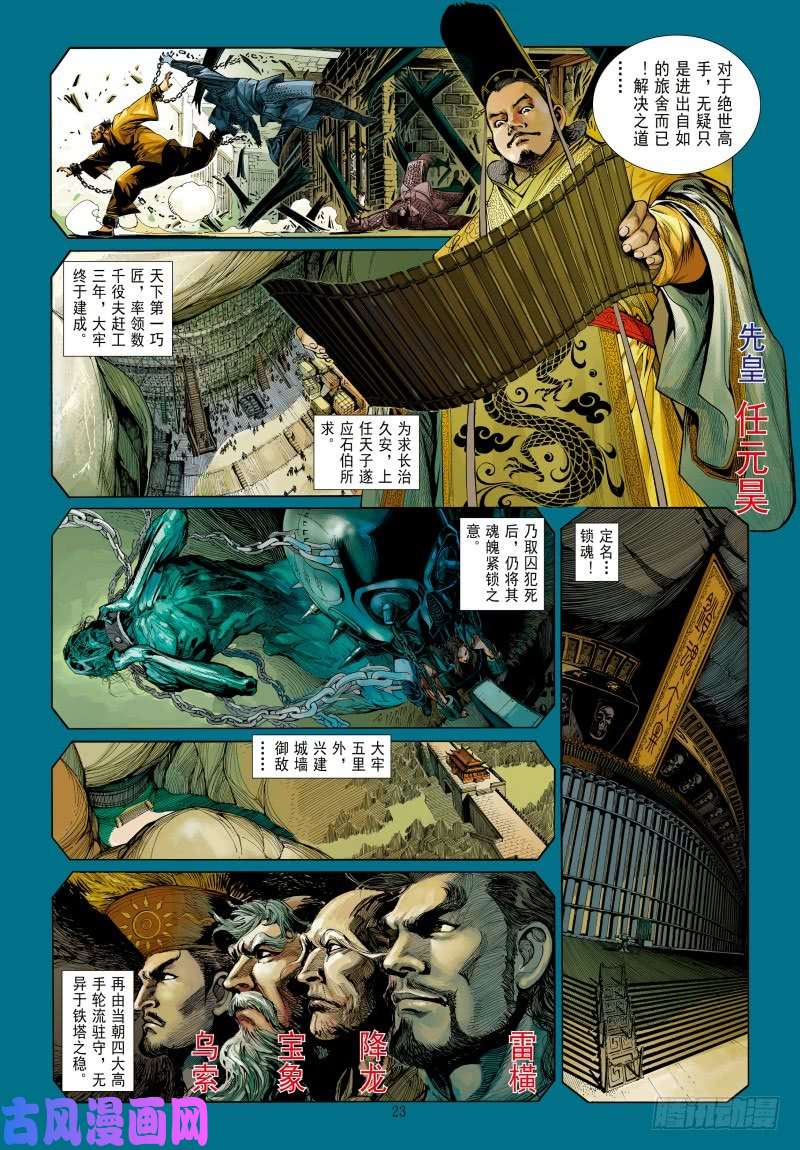 对于绝世高
手，无疑只
是进出自如
的旅舍而已
！解决之道
……
先皇
任元昊
天下第一巧
匠，率领数
千役夫赶工
三年，大牢
终于建成。
为求长治
久安，上
任天子遂
应石伯所
求。
乃取囚犯死
后，仍将其
魂魄紧锁之
意。
定名…
锁魂！
大牢
五里
外，
兴建
城墙
御敌
……
再由当朝四大高
手轮流驻守，无
异于铁塔之稳。
乌索
宝象
降龙
雷横
23
古风漫画网
腾讯动漫